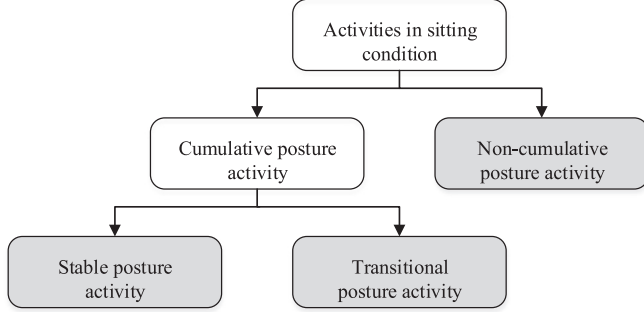 Activities in sitting
condition
Cumulative posture
activity
Non-cumulative
posture activity
Stable posture
activity
Transitional
posture activity